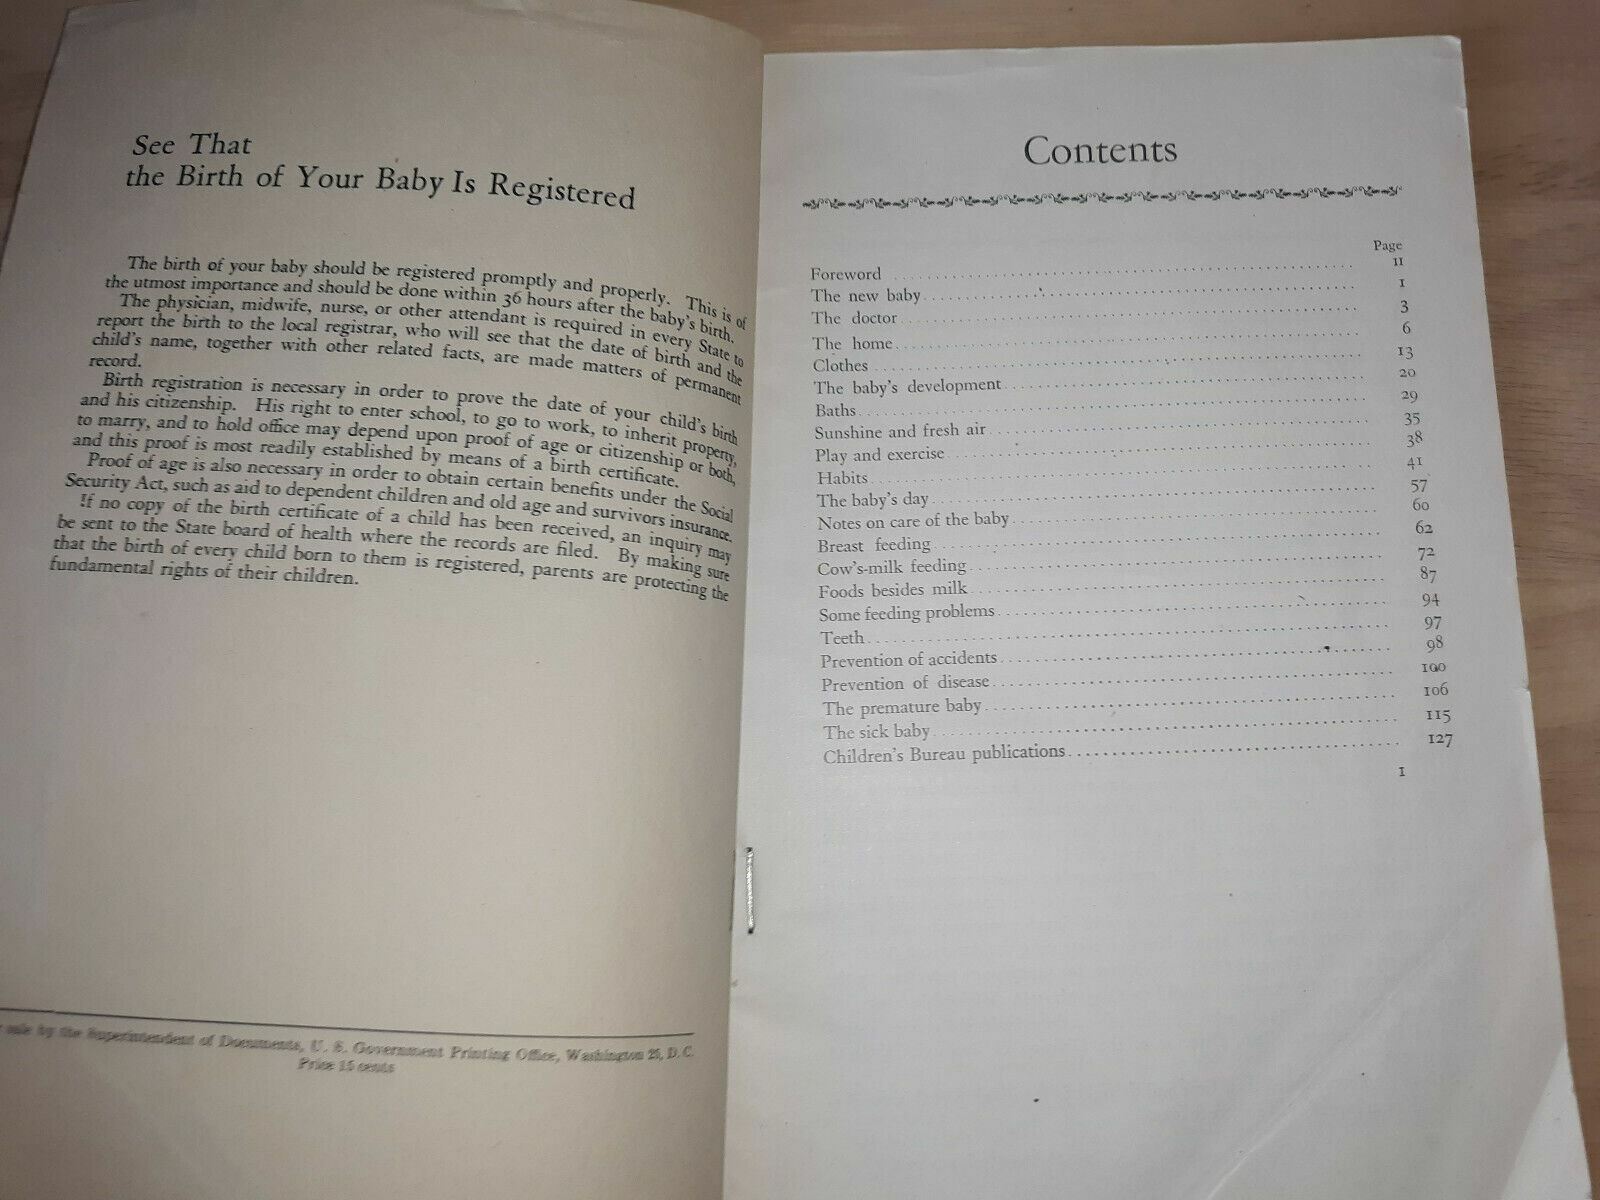 See That
the Birth of Your Baby Is Registered
The birth of your baby should be registered promptly and properly. This is of
the utmost importance and should be done within 36 hours after the baby's birth.
The physician, midwife, nurse, or other attendant is required in every State to
report the birth to the local registrar, who will see that the date of birth and the
child's name, together with other related facts, are made matters of permanent
record.
Birth registration is necessary in order to prove the date of your child's birth
and his citizenship. His right to enter school, to go to work, to inherit property,
to marry, and to hold office may depend upon proof of age or citizenship or both,
and this proof is most readily established by means of a birth certificate.
Proof of age is also necessary in order to obtain certain benefits under the Social
Security Act, such as aid to dependent children and old age and survivors insurance.
If no copy of the birth certificate of a child has been received, an inquiry may
be sent to the State board of health where the records are filed. By making sure
that the birth of every child born to them is registered, parents are protecting the
fundamental rights of their children.
sale by the Superintendent of Documents, U. S. Government Printing Office, Washington 25, D. C.
Price 15 cents
Contents
Page
Foreword II
The new baby 1
The doctor 3
The home 6
Clothes 13
The baby's development 20
Baths 29
Sunshine and fresh air 35
Play and exercise 38
Habits 41
The baby's day 57
Notes on care of the baby 60
Breast feeding 62
Cow's-milk feeding 72
Foods besides milk 87
Some feeding problems 94
Teeth 97
Prevention of accidents 98
Prevention of disease 100
The premature baby 106
The sick baby 115
Children's Bureau publications 127
I